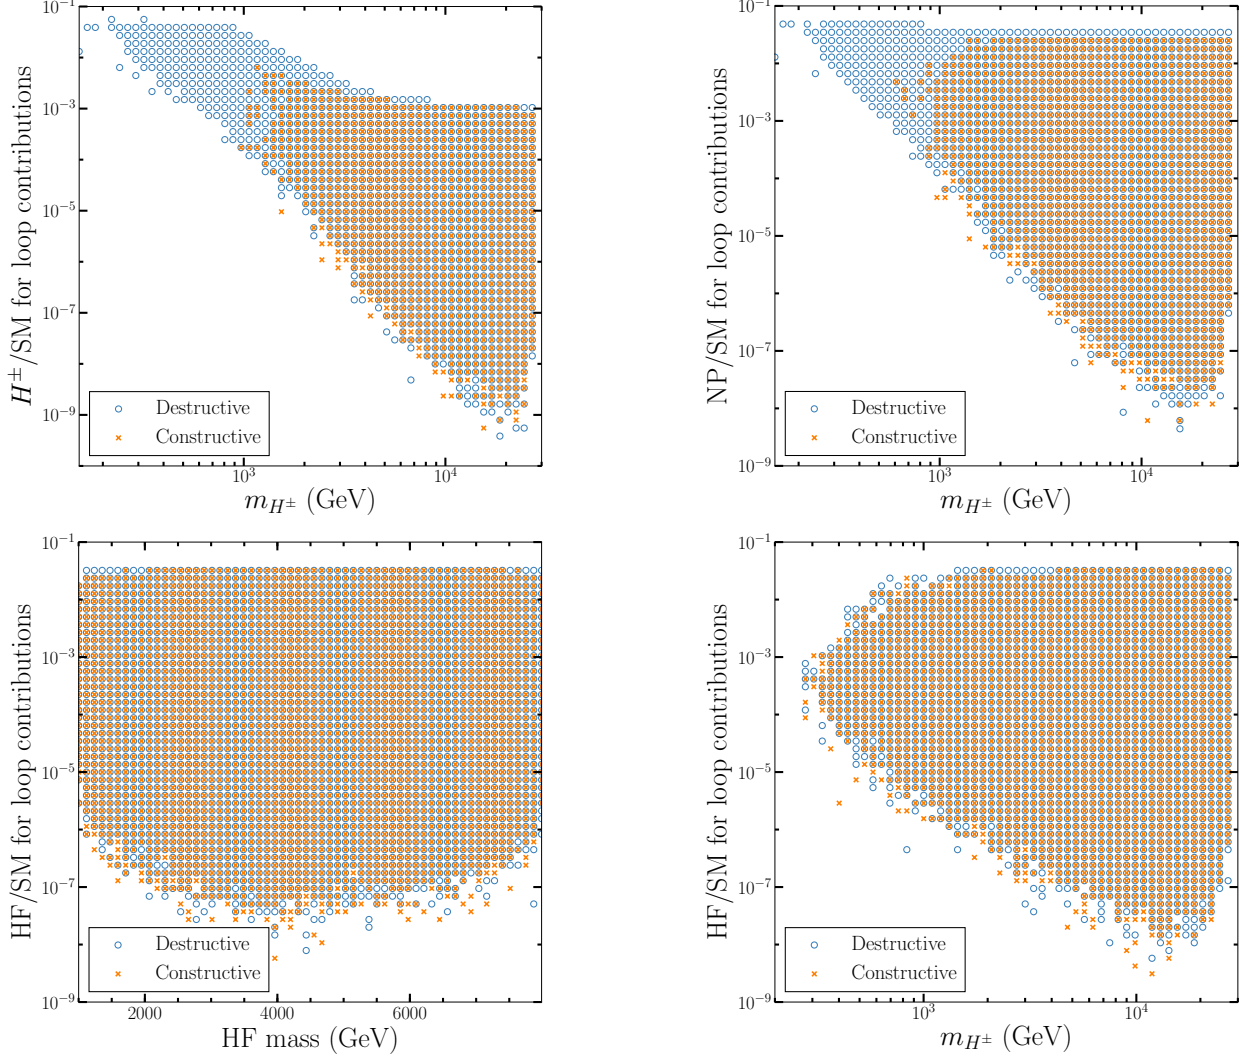 10⁻¹
10⁻³
10⁻⁵
10⁻⁷
10⁻⁹
H±/SM for loop contributions
Destructive
Constructive
10³
10⁴
m_H± (GeV)
10⁻¹
10⁻³
10⁻⁵
10⁻⁷
10⁻⁹
NP/SM for loop contributions
Destructive
Constructive
10³
10⁴
m_H± (GeV)
10⁻¹
10⁻³
10⁻⁵
10⁻⁷
10⁻⁹
HF/SM for loop contributions
Destructive
Constructive
2000
4000
6000
HF mass (GeV)
10⁻¹
10⁻³
10⁻⁵
10⁻⁷
10⁻⁹
HF/SM for loop contributions
Destructive
Constructive
10³
10⁴
m_H± (GeV)